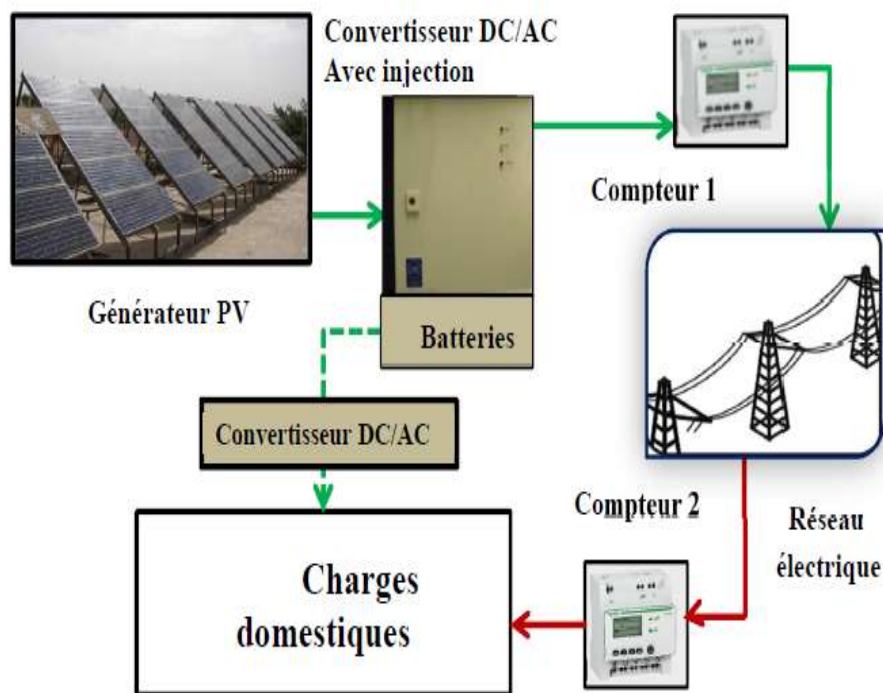 Convertisseur DC/AC
Avec injection
Compteur 1
Générateur PV
Batteries
Convertisseur DC/AC
Compteur 2
Réseau
électrique
Charges
domestiques